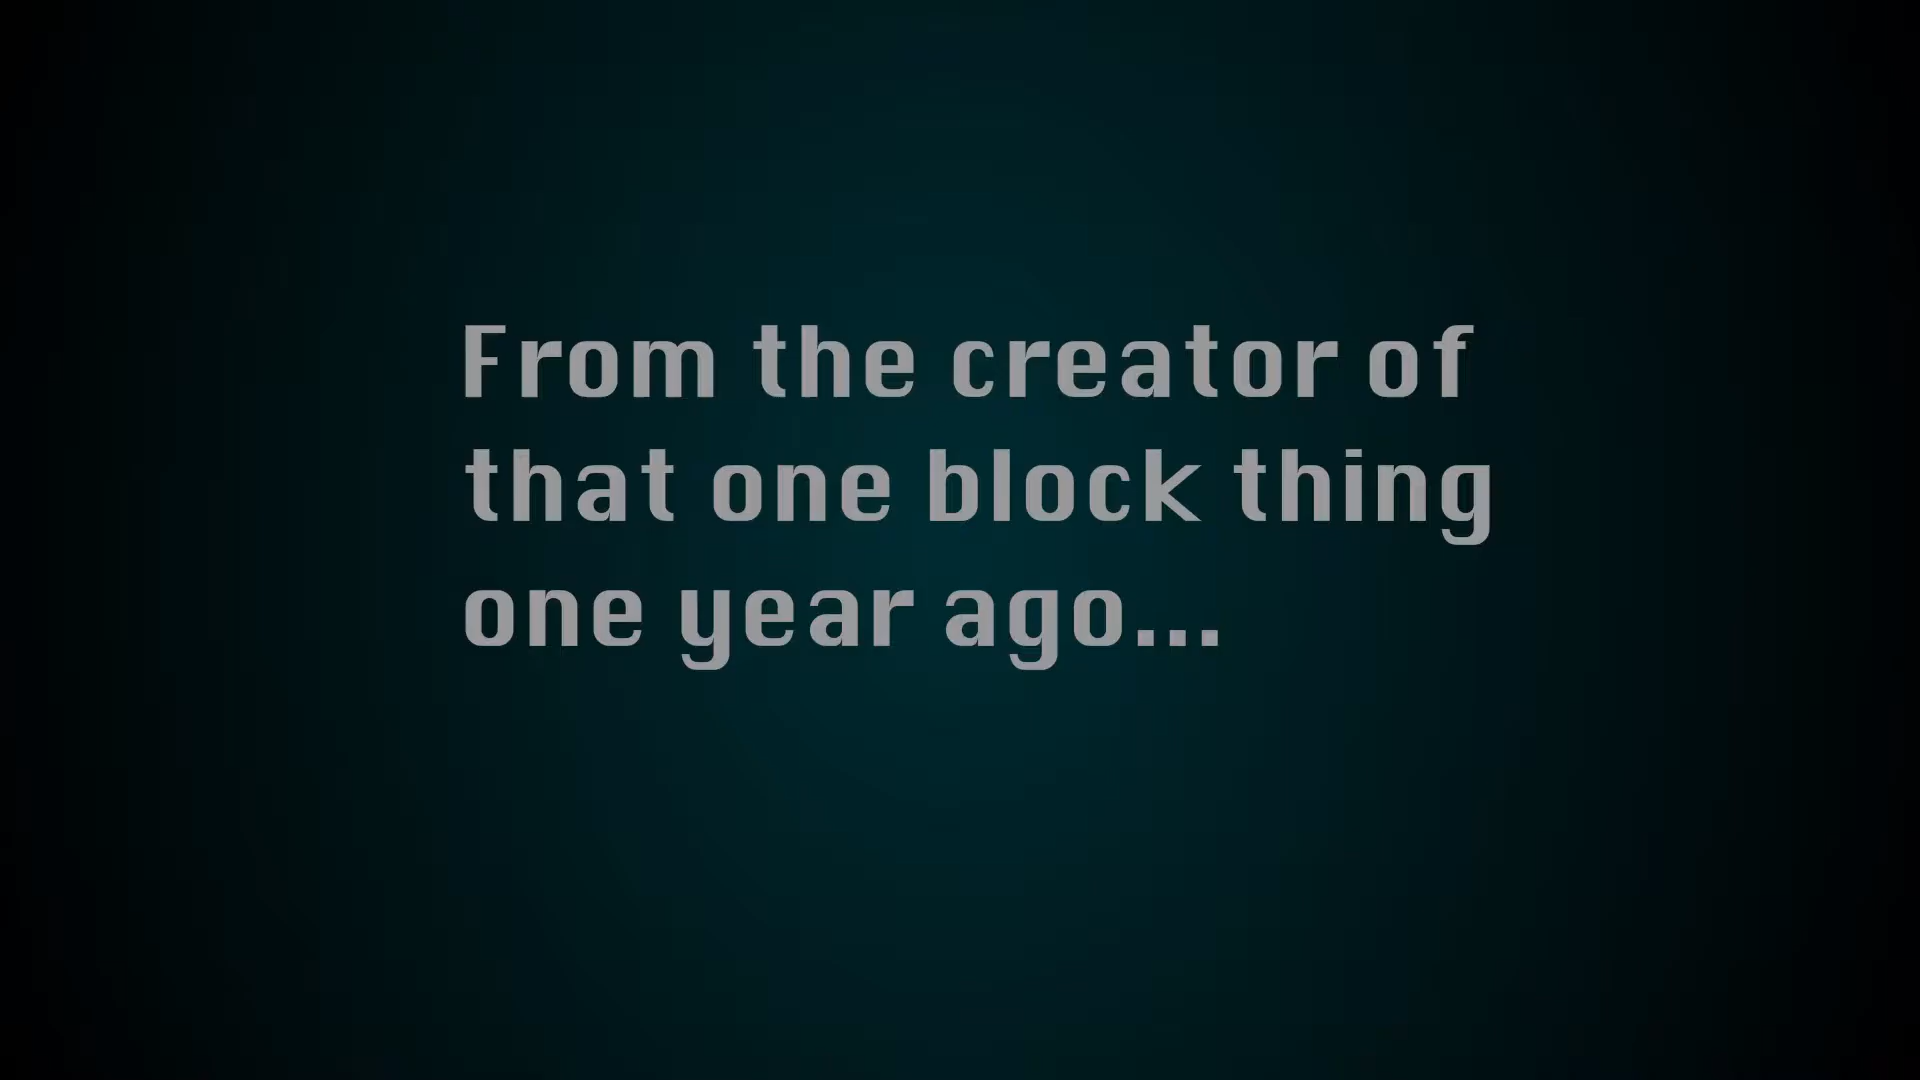 From the creator of
that one block thing
one year ago...